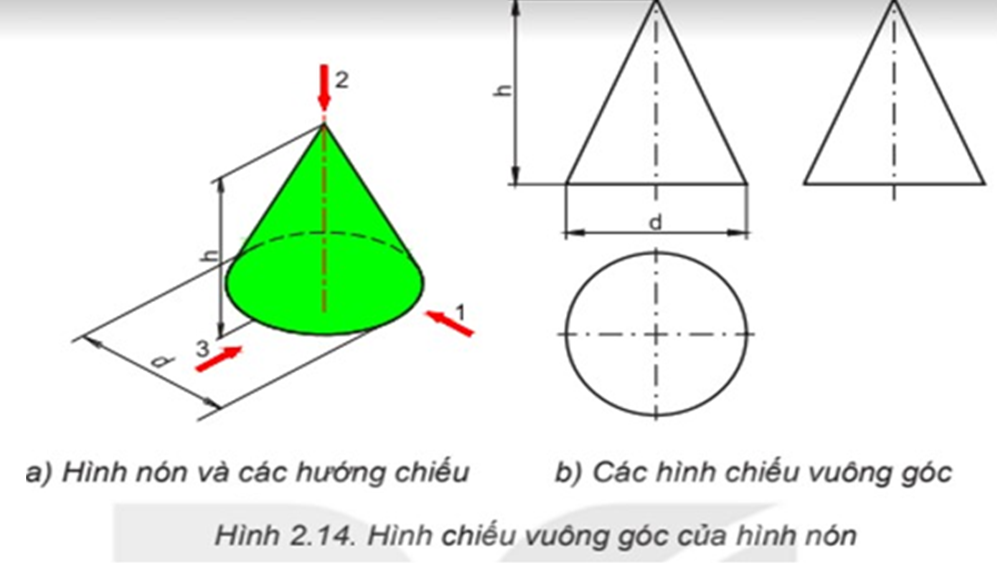 2
h
d
3
1
h
d
a) Hình nón và các hướng chiếu
b) Các hình chiếu vuông góc
Hình 2.14. Hình chiếu vuông góc của hình nón